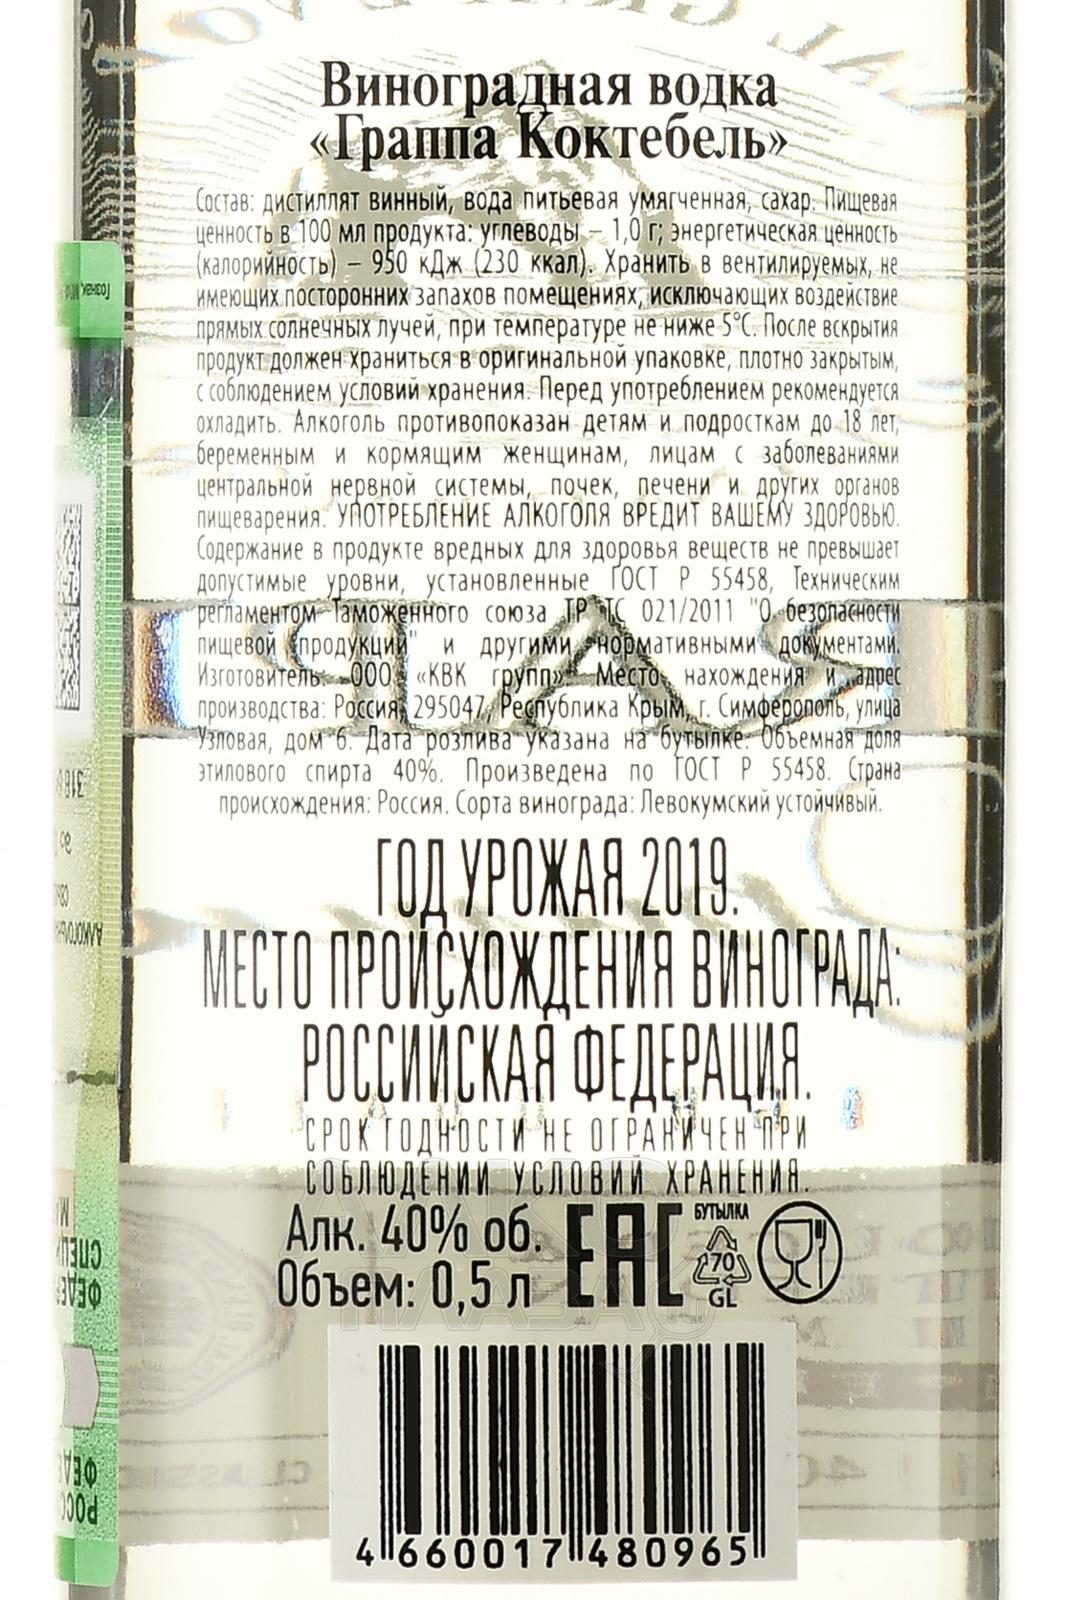 Виноградная водка
«Граппа Коктебель»
Состав: дистиллят винный, вода питьевая умягченная, сахар. Пищевая
ценность в 100 мл продукта: углеводы – 1,0 г; энергетическая ценность
(калорийность) – 950 кДж (230 ккал). Хранить в вентилируемых, не
имеющих посторонних запахов помещениях, исключающих воздействие
прямых солнечных лучей, при температуре не ниже 5°С. После вскрытия
продукт должен храниться в оригинальной упаковке, плотно закрытым,
с соблюдением условий хранения. Перед употреблением рекомендуется
охладить. Алкоголь противопоказан детям и подросткам до 18 лет,
беременным и кормящим женщинам, лицам с заболеваниями
центральной нервной системы, почек, печени и других органов
пищеварения. УПОТРЕБЛЕНИЕ АЛКОГОЛЯ ВРЕДИТ ВАШЕМУ ЗДОРОВЬЮ.
Содержание в продукте вредных для здоровья веществ не превышает
допустимые уровни, установленные ГОСТ Р 55458, Техническим
регламентом Таможенного союза ТР ТС 021/2011 "О безопасности
пищевой продукции" и другими нормативными документами.
Изготовитель: ООО «КВК групп». Место нахождения и адрес
производства: Россия, 295047, Республика Крым, г. Симферополь, улица
Узловая, дом 6. Дата розлива указана на бутылке. Объемная доля
этилового спирта 40%. Произведена по ГОСТ Р 55458. Страна
происхождения: Россия. Сорта винограда: Левокумский устойчивый.
ГОД УРОЖАЯ 2019.
МЕСТО ПРОИСХОЖДЕНИЯ ВИНОГРАДА:
РОССИЙСКАЯ ФЕДЕРАЦИЯ.
СРОК ГОДНОСТИ НЕ ОГРАНИЧЕН ПРИ
СОБЛЮДЕНИИ УСЛОВИЙ ХРАНЕНИЯ.
Алк. 40% об.
Объем: 0,5 л
ЕАС
БУТЫЛКА
70
GL
4 660017 480965